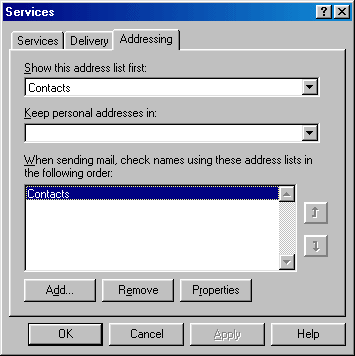 Services
Services Delivery Addressing
Show this address list first:
Contacts
Keep personal addresses in:
When sending mail, check names using these address lists in
the following order:
Contacts
Add... Remove Properties
OK Cancel Apply Help